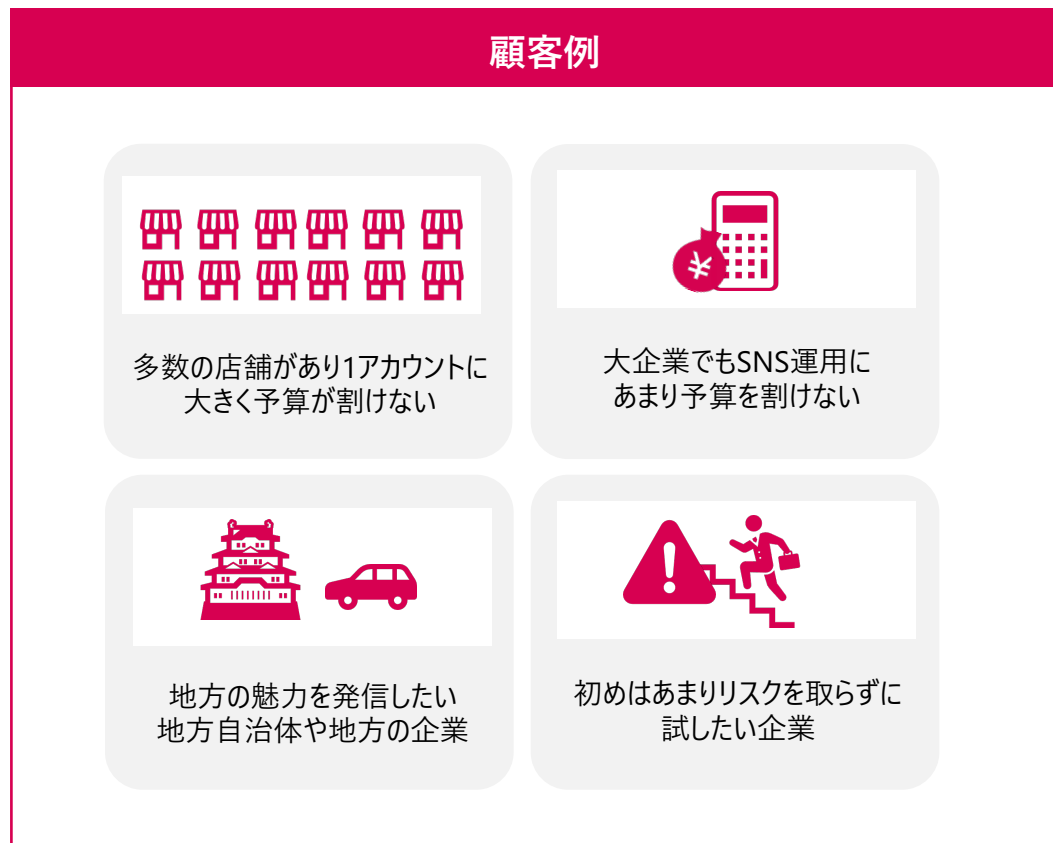 顧客例
多数の店舗があり1アカウントに
大きく予算が割けない
¥
大企業でもSNS運用に
あまり予算を割けない
地方の魅力を発信したい
地方自治体や地方の企業
初めはあまりリスクを取らずに
試したい企業